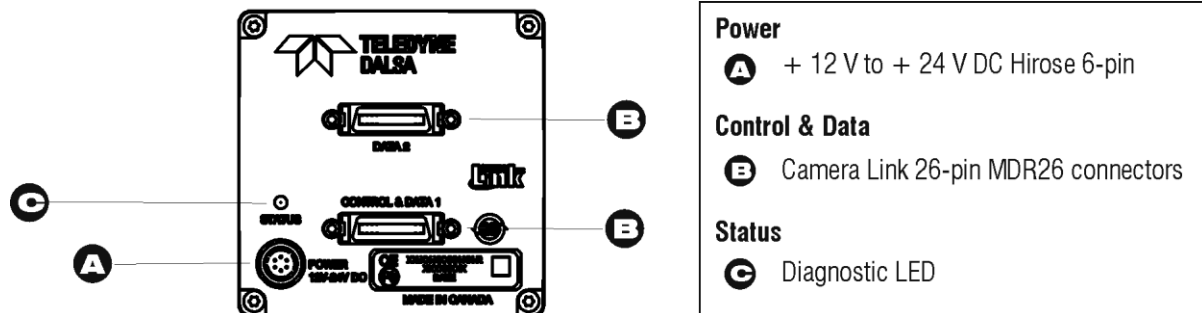 TELEDYNE
DALSA
B
DATA 2
Link
C
STATUS
CONTROL & DATA 1
B
A
POWER
12V-24V DC
CE
MADE IN CANADA
Power
A + 12 V to + 24 V DC Hirose 6-pin
Control & Data
B Camera Link 26-pin MDR26 connectors
Status
C Diagnostic LED